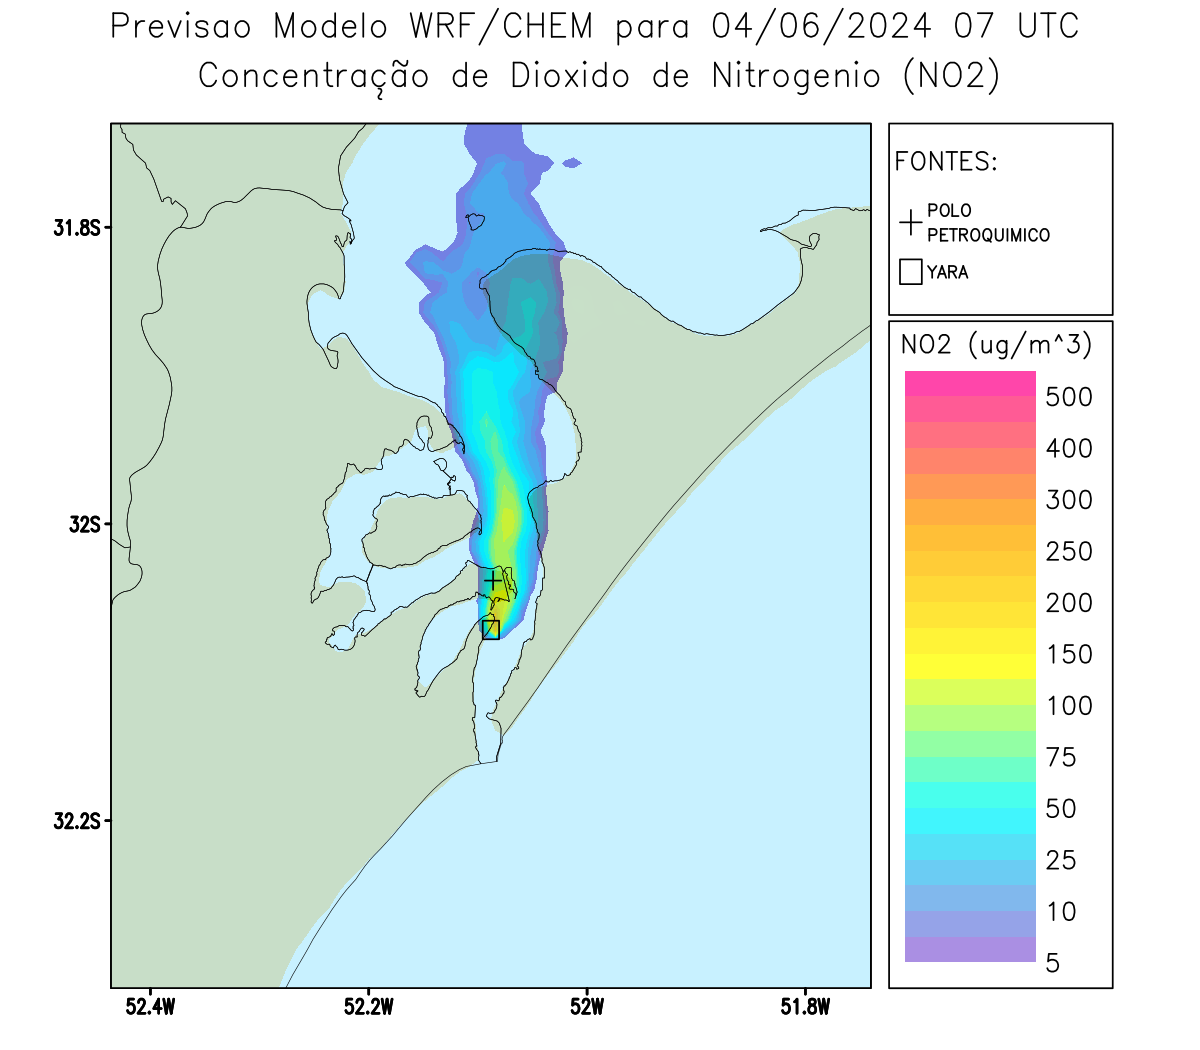 Previsao Modelo WRF/CHEM para 04/06/2024 07 UTC
Concentração de Dioxido de Nitrogenio (NO2)
FONTES:
POLO
PETROQUIMICO
YARA
NO2 (ug/m^3)
500
400
300
250
200
150
100
75
50
25
10
5
31.8S
32S
32.2S
52.4W
52.2W
52W
51.8W